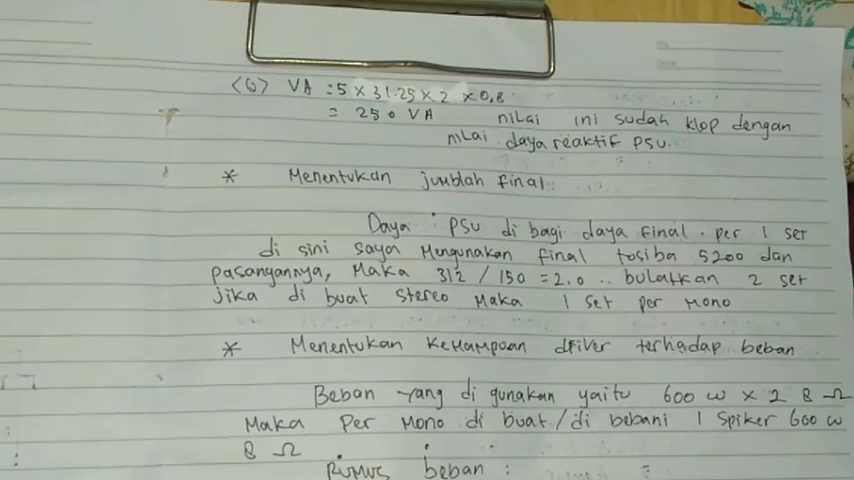 <6> VA = 5 x 31.25 x 2 x 0,8
= 250 VA nilai ini sudah klop dengan
nilai daya reaktif PSU.
* Menentukan jumblah final:
Daya PSU di bagi daya final per 1 set
di sini saya Mengunakan final tosiba 5200 dan
pasangannya, Maka 312 / 150 = 2.0 .. bulatkan 2 set
jika di buat stereo Maka 1 set per Mono
* Menentukan Kemampuan driver terhadap beban
Beban yang di gunakan yaitu 600 w x 2 8 Ω
Maka Per Mono di buat / di bebani 1 Spiker 600 w
8 Ω
Rumus beban :